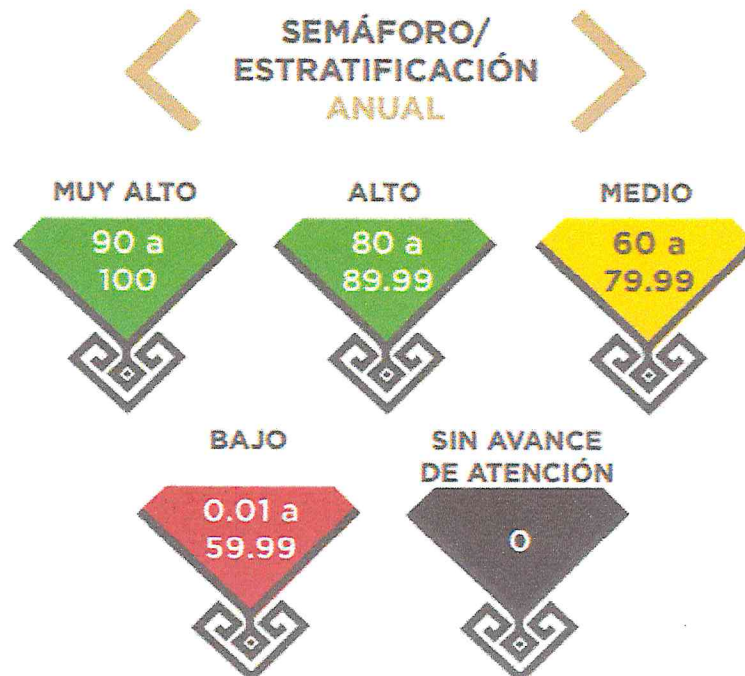 SEMÁFORO/
ESTRATIFICACIÓN
ANUAL
MUY ALTO
90 a
100
ALTO
80 a
89.99
MEDIO
60 a
79.99
BAJO
0.01 a
59.99
SIN AVANCE
DE ATENCIÓN
0